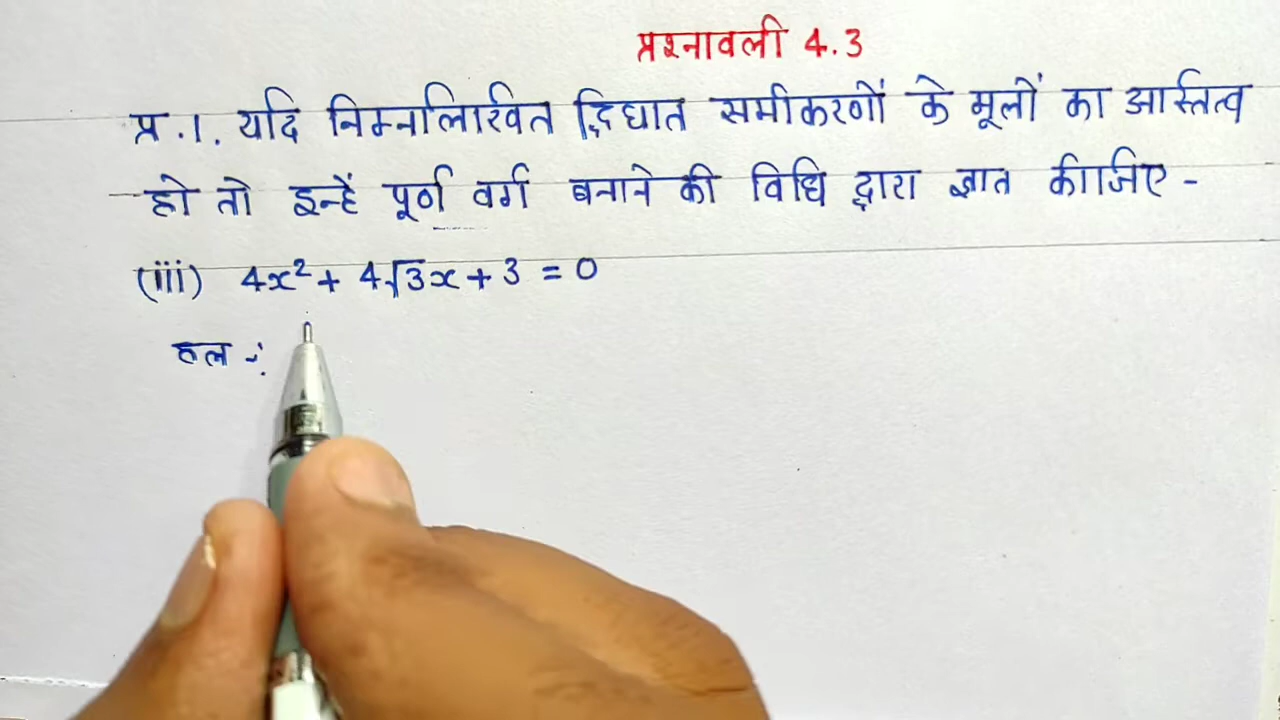 प्रश्नावली 4.3
प्र.1. यदि निम्नलिखित द्विघात समीकरणों के मूलों का अस्तित्व
हो तो इन्हें पूर्ण वर्ग बनाने की विधि द्वारा ज्ञात कीजिए -
(iii) 4x² + 4√3x + 3 = 0
हल -: